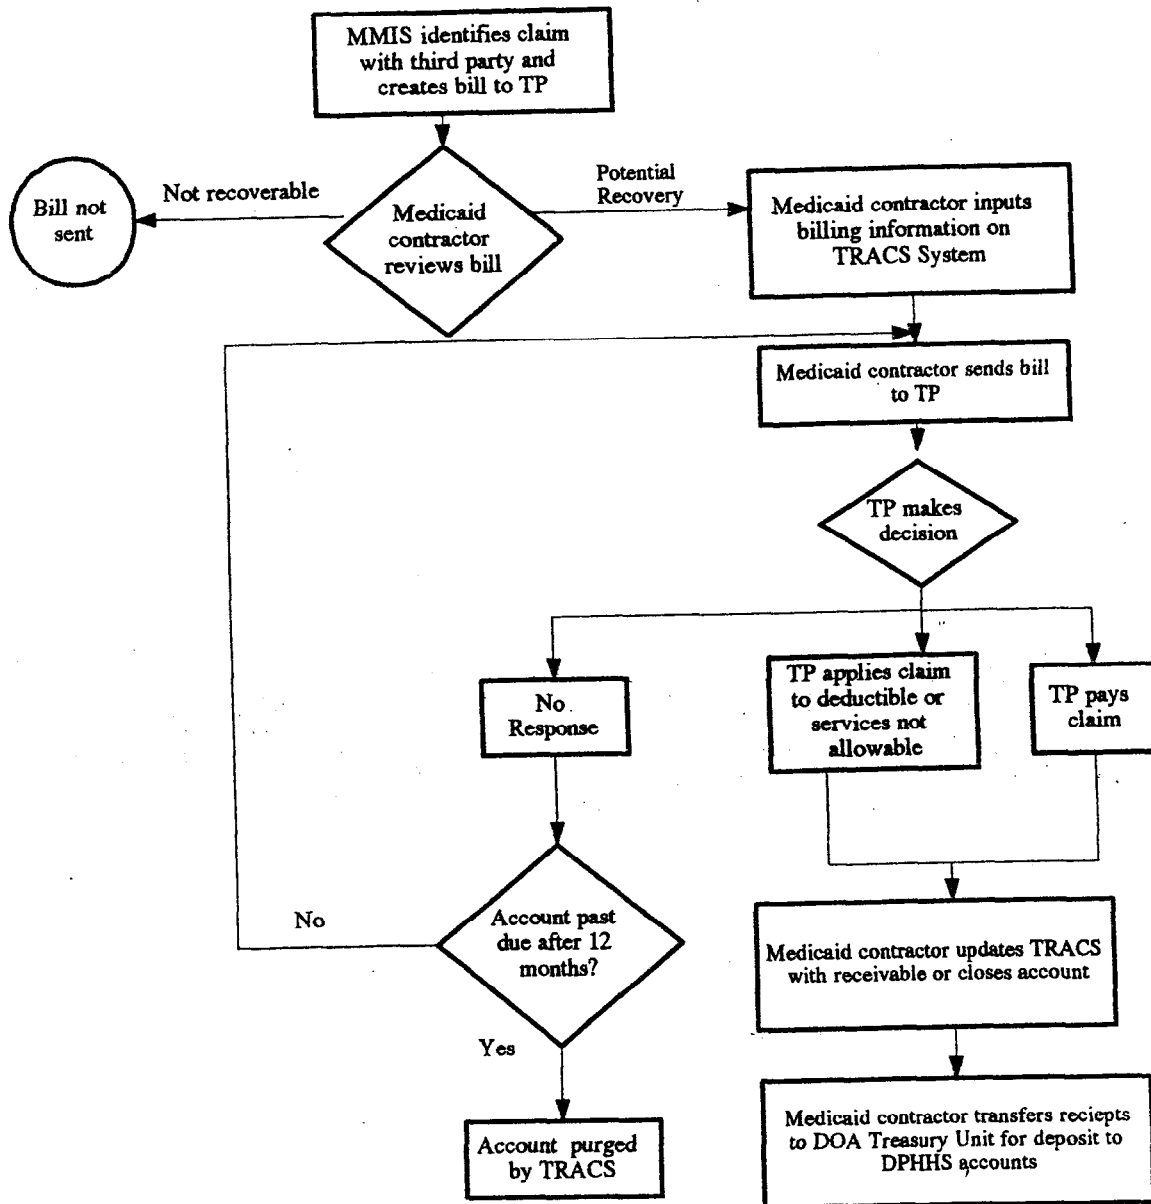 MMIS identifies claim
with third party and
creates bill to TP
Bill not
sent
Not recoverable
Medicaid
contractor
reviews bill
Potential
Recovery
Medicaid contractor inputs
billing information on
TRACS System
Medicaid contractor sends bill
to TP
TP makes
decision
No
Response
TP applies claim
to deductible or
services not
allowable
TP pays
claim
No
Account past
due after 12
months?
Yes
Account purged
by TRACS
Medicaid contractor updates TRACS
with receivable or closes account
Medicaid contractor transfers reciepts
to DOA Treasury Unit for deposit to
DPHHS accounts